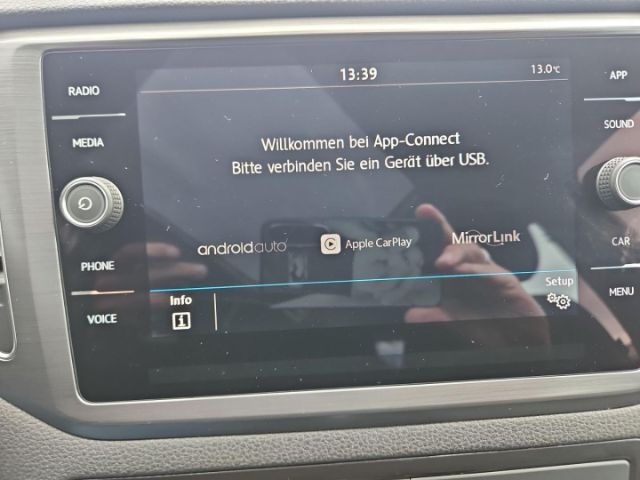 13:39
13.0°C
RADIO
MEDIA
PHONE
VOICE
Willkommen bei App-Connect
Bitte verbinden Sie ein Gerät über USB.
androidauto
Apple CarPlay
MirrorLink
Info
Setup
APP
SOUND
CAR
MENU